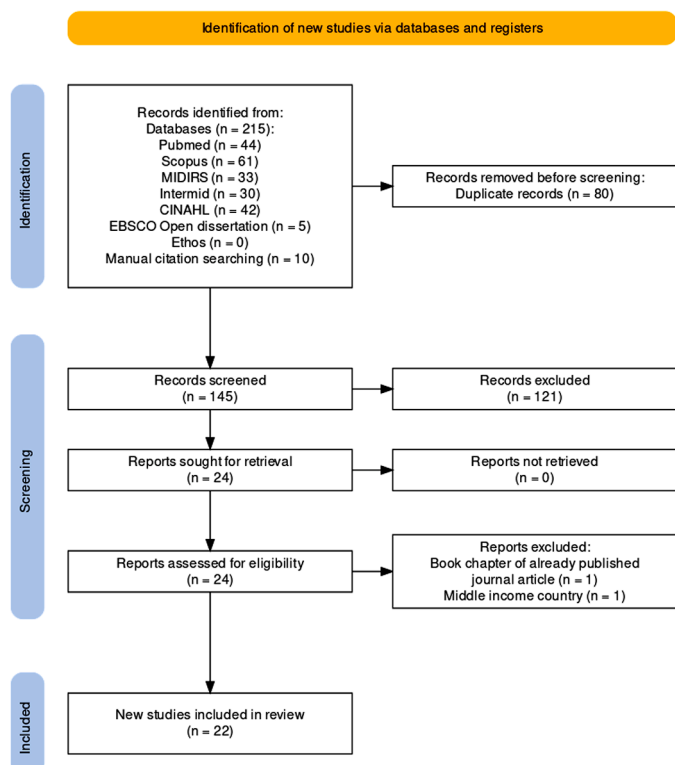 Identification of new studies via databases and registers
Identification
Records identified from:
Databases (n = 215):
Pubmed (n = 44)
Scopus (n = 61)
MIDIRS (n = 33)
Intermid (n = 30)
CINAHL (n = 42)
EBSCO Open dissertation (n = 5)
Ethos (n = 0)
Manual citation searching (n = 10)
Records removed before screening:
Duplicate records (n = 80)
Screening
Records screened
(n = 145)
Records excluded
(n = 121)
Reports sought for retrieval
(n = 24)
Reports not retrieved
(n = 0)
Reports assessed for eligibility
(n = 24)
Reports excluded:
Book chapter of already published
journal article (n = 1)
Middle income country (n = 1)
Included
New studies included in review
(n = 22)